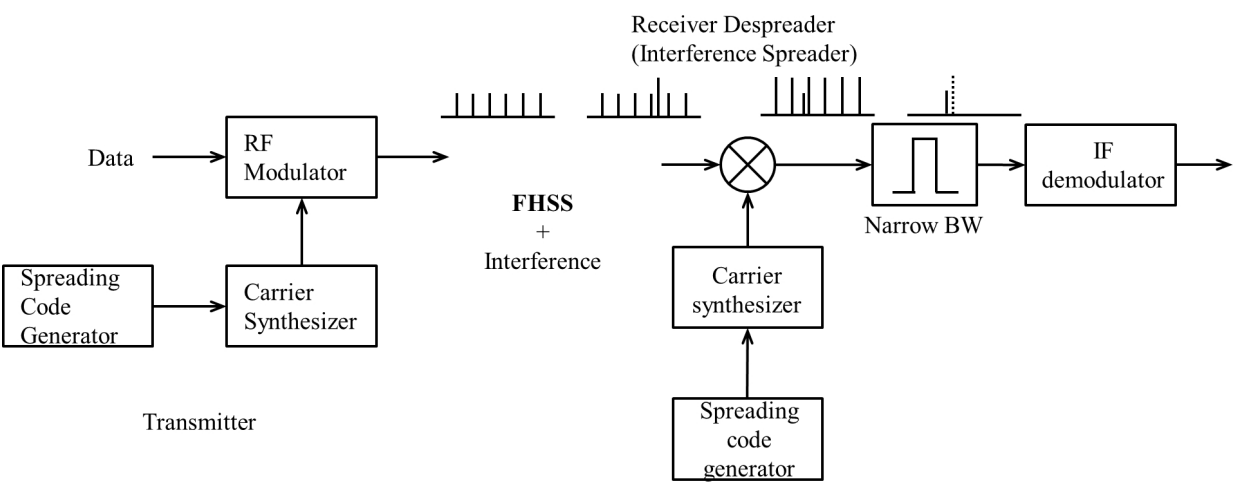 Receiver Despreader
(Interference Spreader)
Data
RF
Modulator
FHSS
+
Interference
Narrow BW
IF
demodulator
Spreading
Code
Generator
Carrier
Synthesizer
Carrier
synthesizer
Transmitter
Spreading
code
generator